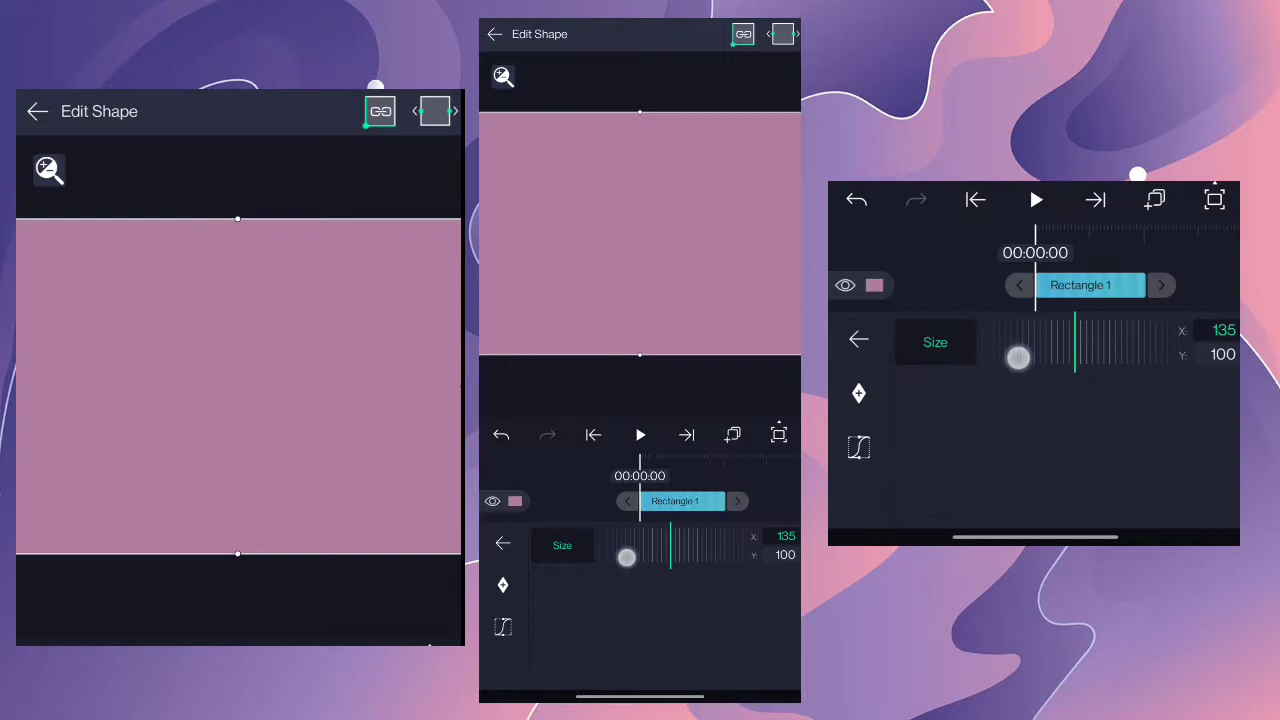 Edit Shape
Edit Shape
00:00:00
Rectangle 1
Size
X: 135
Y: 100
00:00:00
Rectangle 1
Size
X: 135
Y: 100